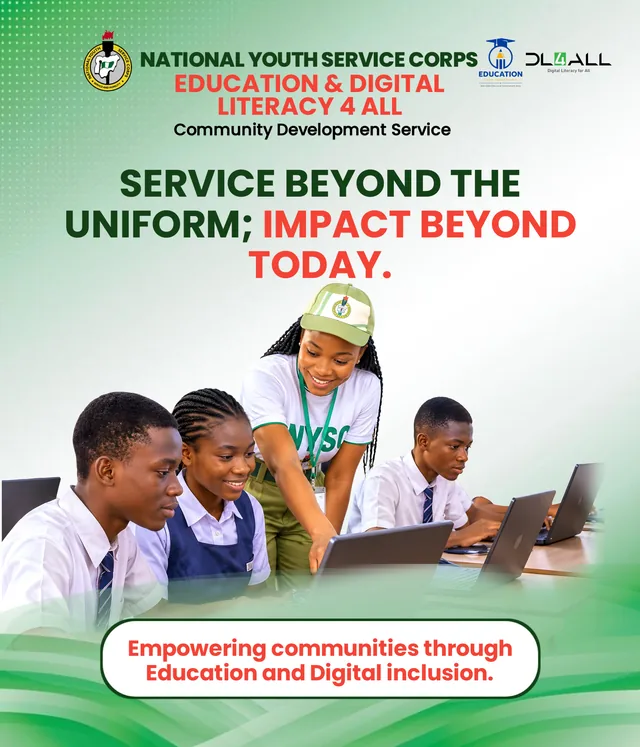 NATIONAL YOUTH SERVICE CORPS
EDUCATION & DIGITAL
LITERACY 4 ALL
Community Development Service
EDUCATION
DL4ALL
Digital Literacy for All
SERVICE BEYOND THE
UNIFORM; IMPACT BEYOND
TODAY.
NYSC
Empowering communities through
Education and Digital inclusion.